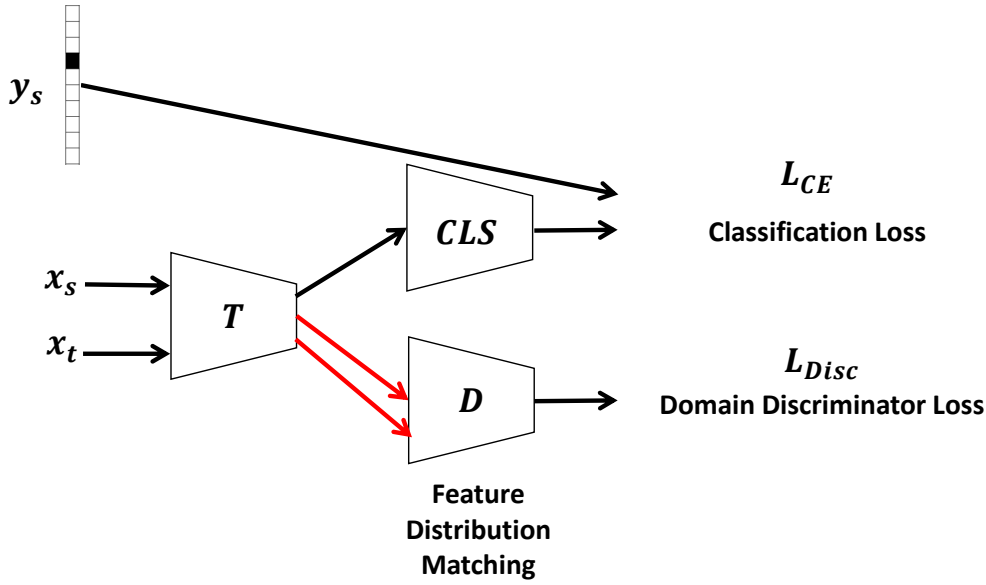 y_s
L_CE
CLS
Classification Loss
x_s
T
x_t
L_Disc
D
Domain Discriminator Loss
Feature
Distribution
Matching